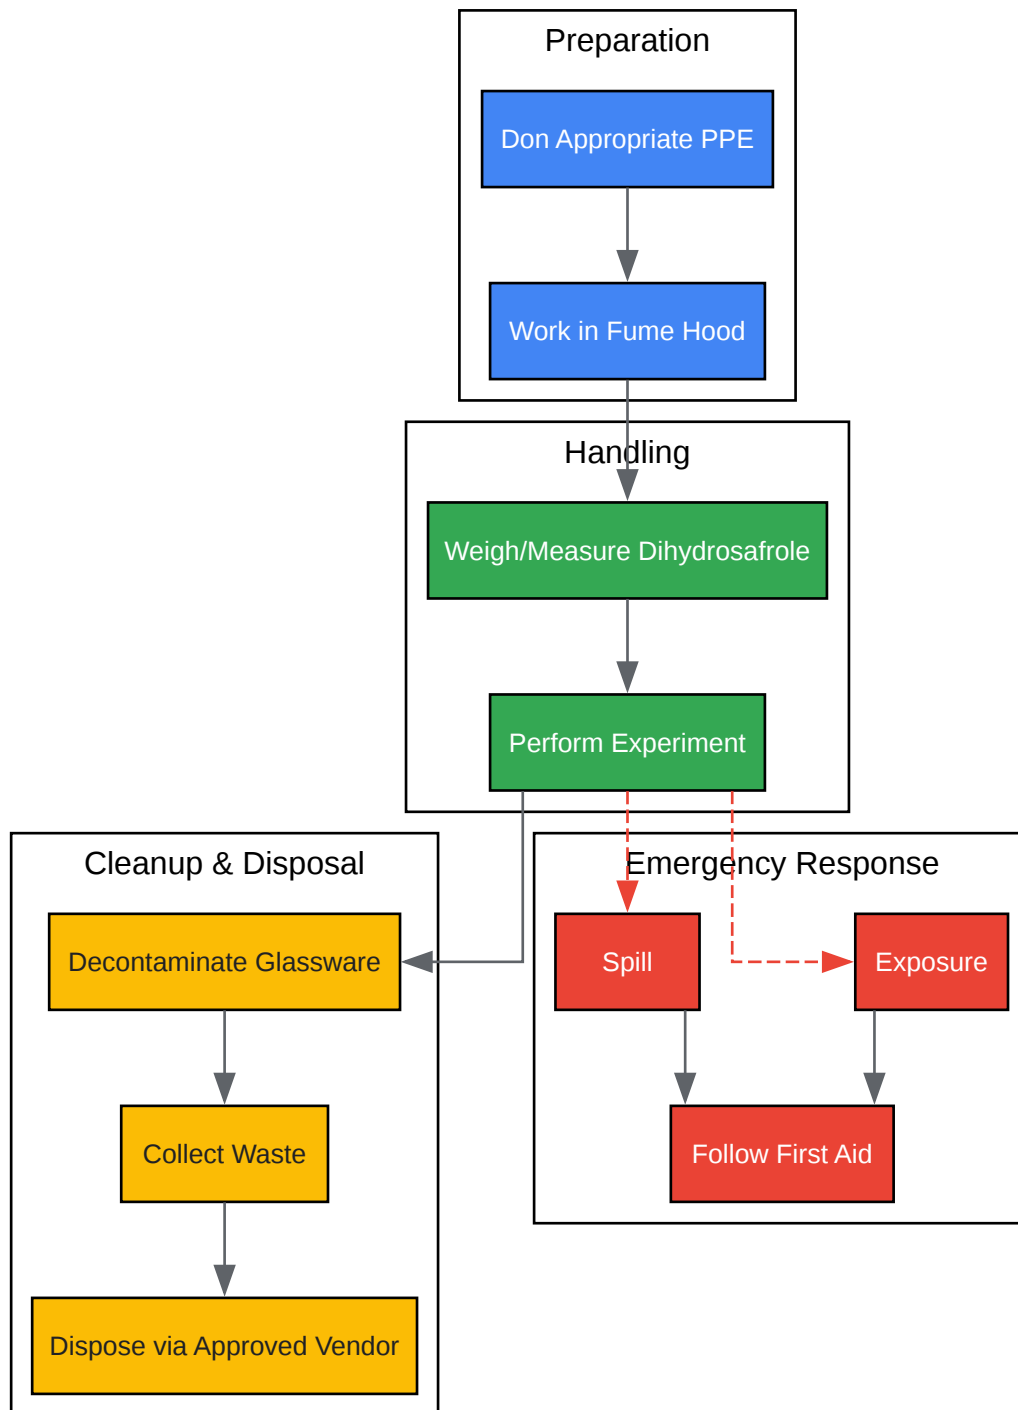 Preparation
Don Appropriate PPE
Work in Fume Hood
Handling
Weigh/Measure Dihydrosafrole
Perform Experiment
Cleanup & Disposal
Decontaminate Glassware
Collect Waste
Dispose via Approved Vendor
Emergency Response
Spill
Exposure
Follow First Aid